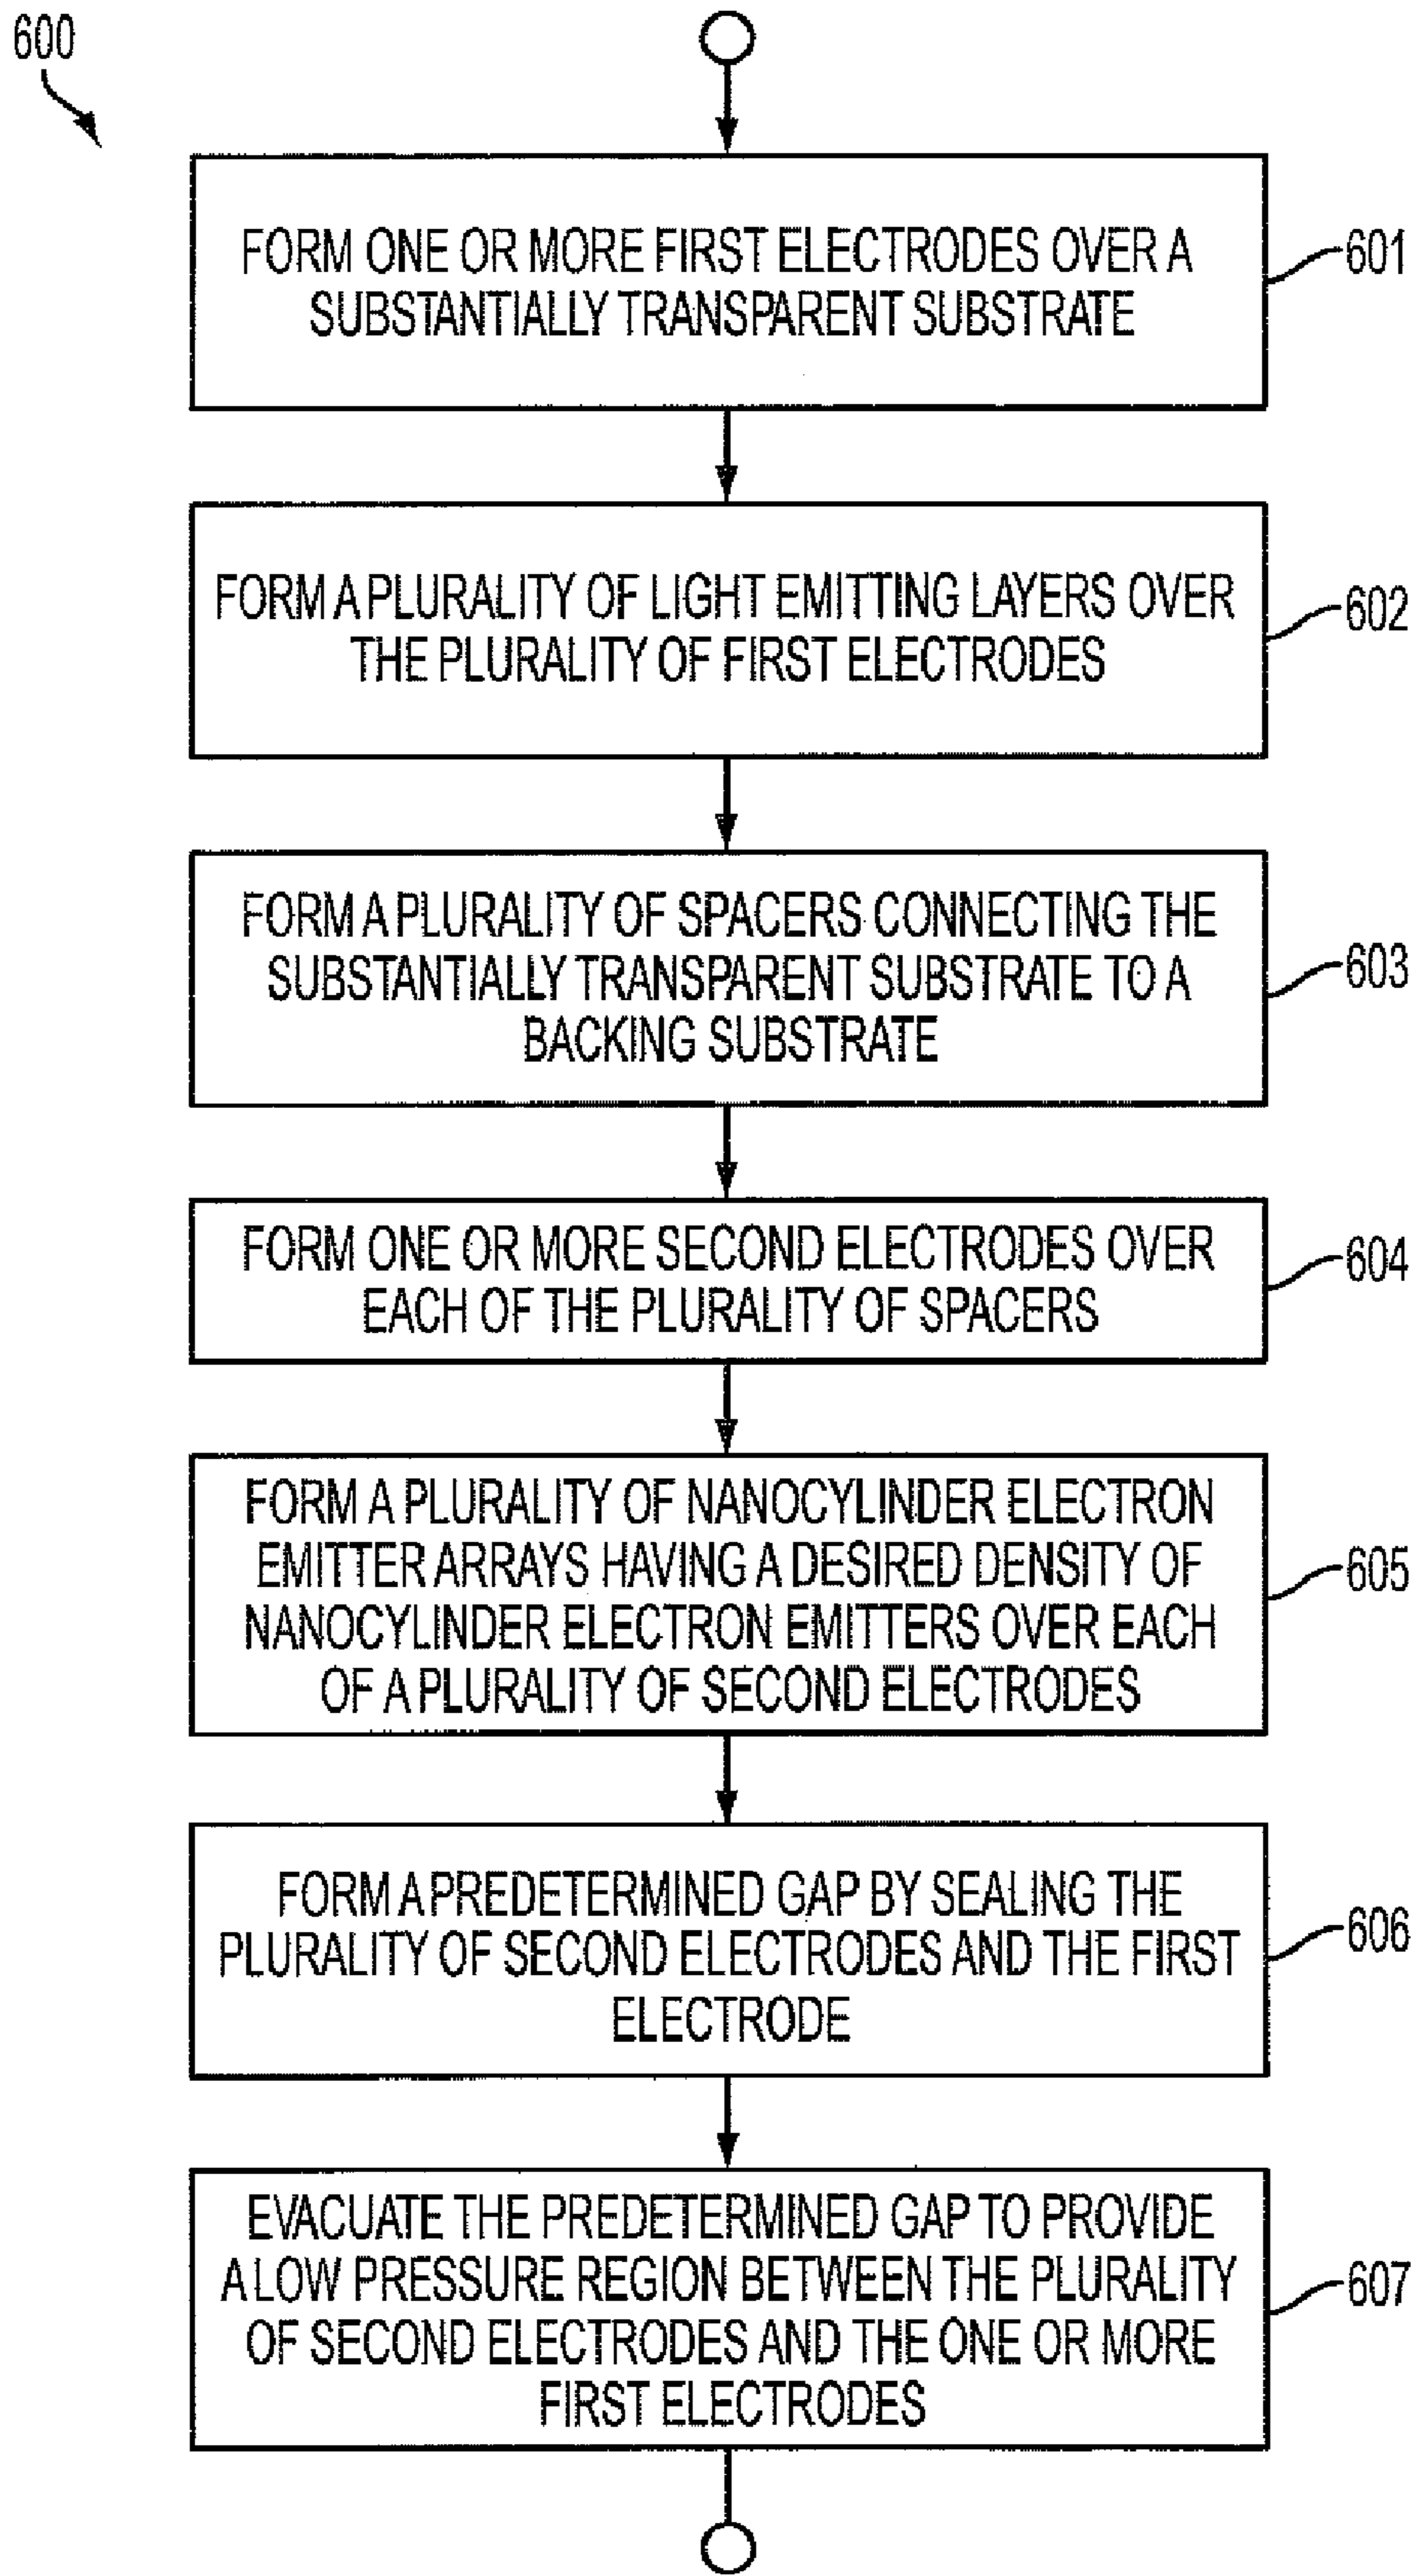 600
FORM ONE OR MORE FIRST ELECTRODES OVER A
SUBSTANTIALLY TRANSPARENT SUBSTRATE
601
FORM A PLURALITY OF LIGHT EMITTING LAYERS OVER
THE PLURALITY OF FIRST ELECTRODES
602
FORM A PLURALITY OF SPACERS CONNECTING THE
SUBSTANTIALLY TRANSPARENT SUBSTRATE TO A
BACKING SUBSTRATE
603
FORM ONE OR MORE SECOND ELECTRODES OVER
EACH OF THE PLURALITY OF SPACERS
604
FORM A PLURALITY OF NANOCYLINDER ELECTRON
EMITTER ARRAYS HAVING A DESIRED DENSITY OF
NANOCYLINDER ELECTRON EMITTERS OVER EACH
OF A PLURALITY OF SECOND ELECTRODES
605
FORM A PREDETERMINED GAP BY SEALING THE
PLURALITY OF SECOND ELECTRODES AND THE FIRST
ELECTRODE
606
EVACUATE THE PREDETERMINED GAP TO PROVIDE
A LOW PRESSURE REGION BETWEEN THE PLURALITY
OF SECOND ELECTRODES AND THE ONE OR MORE
FIRST ELECTRODES
607